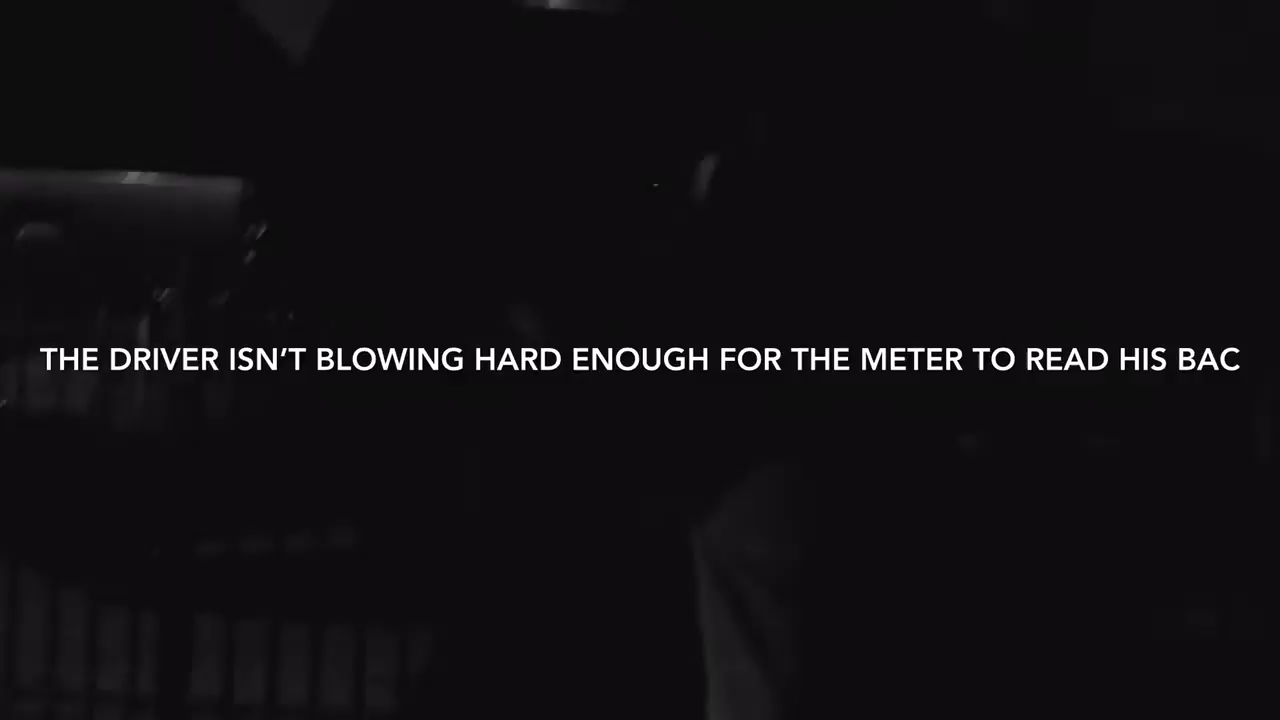 THE DRIVER ISN’T BLOWING HARD ENOUGH FOR THE METER TO READ HIS BAC